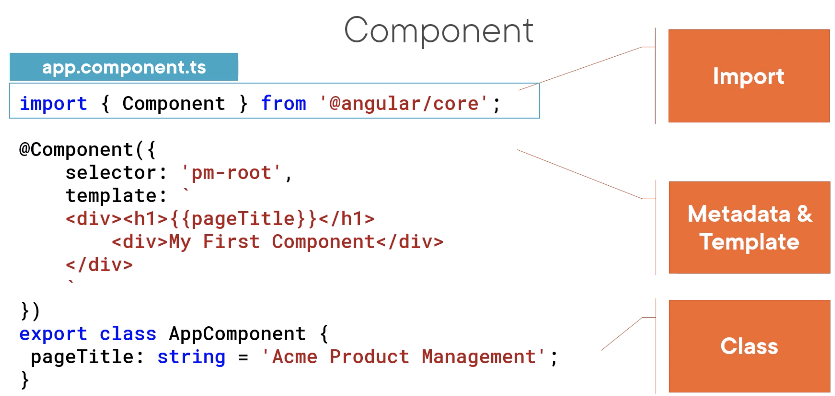 Component
app.component.ts
import { Component } from '@angular/core';
Import
@Component({
    selector: 'pm-root',
    template: `
    <div><h1>{{pageTitle}}</h1>
        <div>My First Component</div>
    </div>
    `
})
Metadata &
Template
export class AppComponent {
 pageTitle: string = 'Acme Product Management';
}
Class